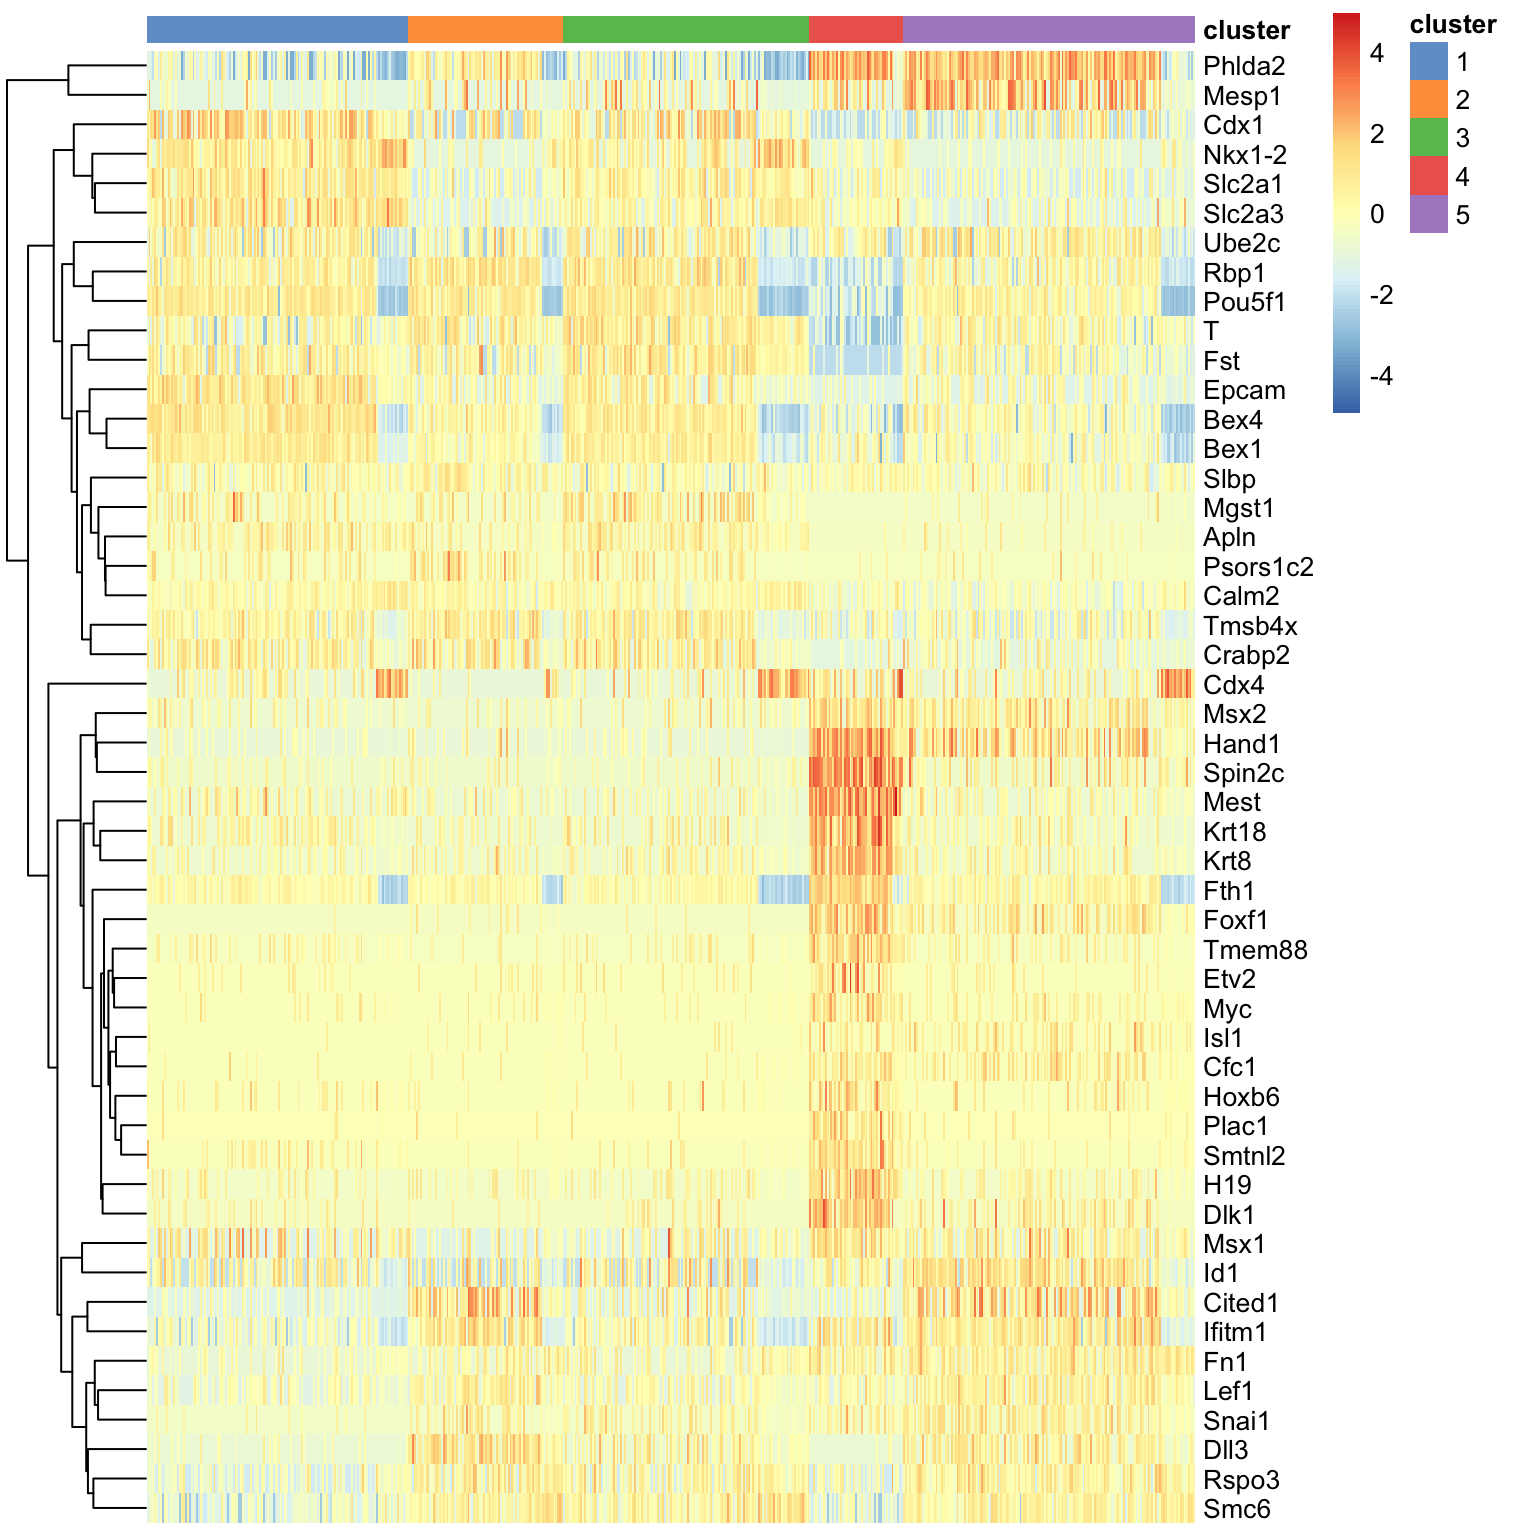 cluster
Phlda2
Mesp1
Cdx1
Nkx1-2
Slc2a1
Slc2a3
Ube2c
Rbp1
Pou5f1
T
Fst
Epcam
Bex4
Bex1
Slbp
Mgst1
Apln
Psors1c2
Calm2
Tmsb4x
Crabp2
Cdx4
Msx2
Hand1
Spin2c
Mest
Krt18
Krt8
Fth1
Foxf1
Tmem88
Etv2
Myc
Isl1
Cfc1
Hoxb6
Plac1
Smtnl2
H19
Dlk1
Msx1
Id1
Cited1
Ifitm1
Fn1
Lef1
Snai1
Dll3
Rspo3
Smc6
4
2
0
-2
-4
cluster
1
2
3
4
5